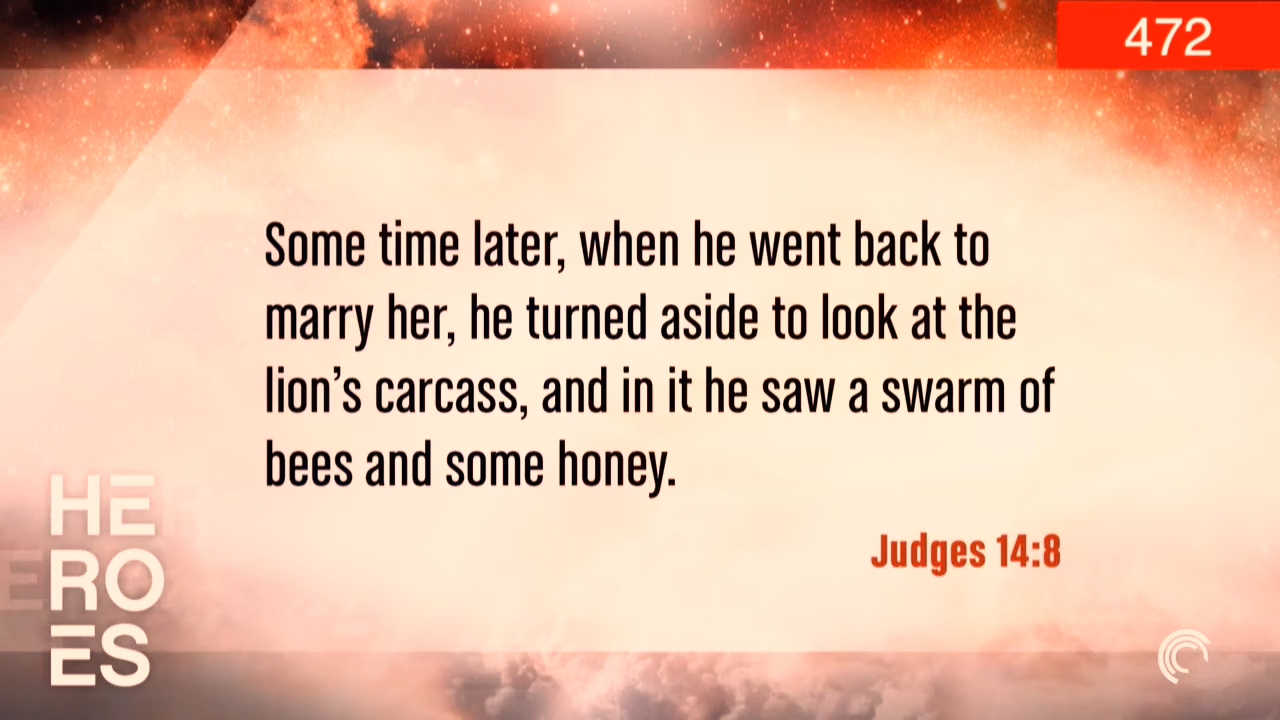 472
Some time later, when he went back to
marry her, he turned aside to look at the
lion’s carcass, and in it he saw a swarm of
bees and some honey.
Judges 14:8
HE
RO
ES